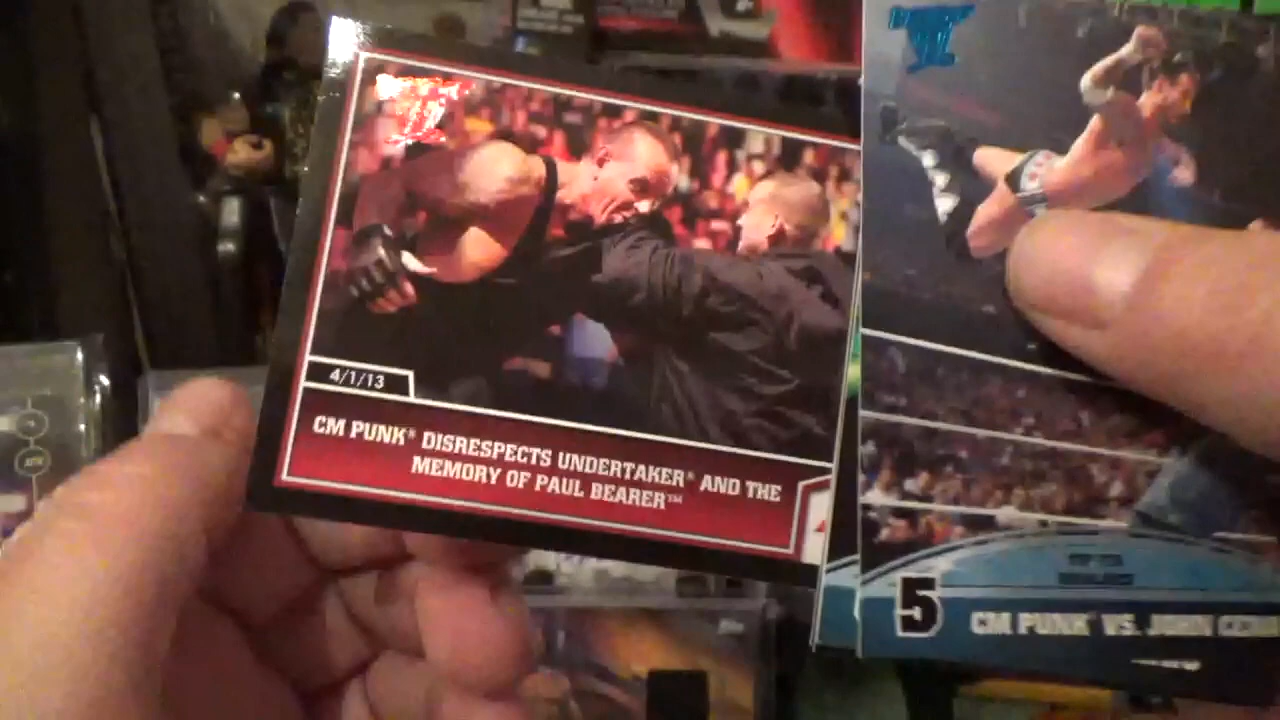 4/1/13
CM PUNK® DISRESPECTS UNDERTAKER® AND THE
MEMORY OF PAUL BEARER™
5
CM PUNK® VS. JOHN CENA